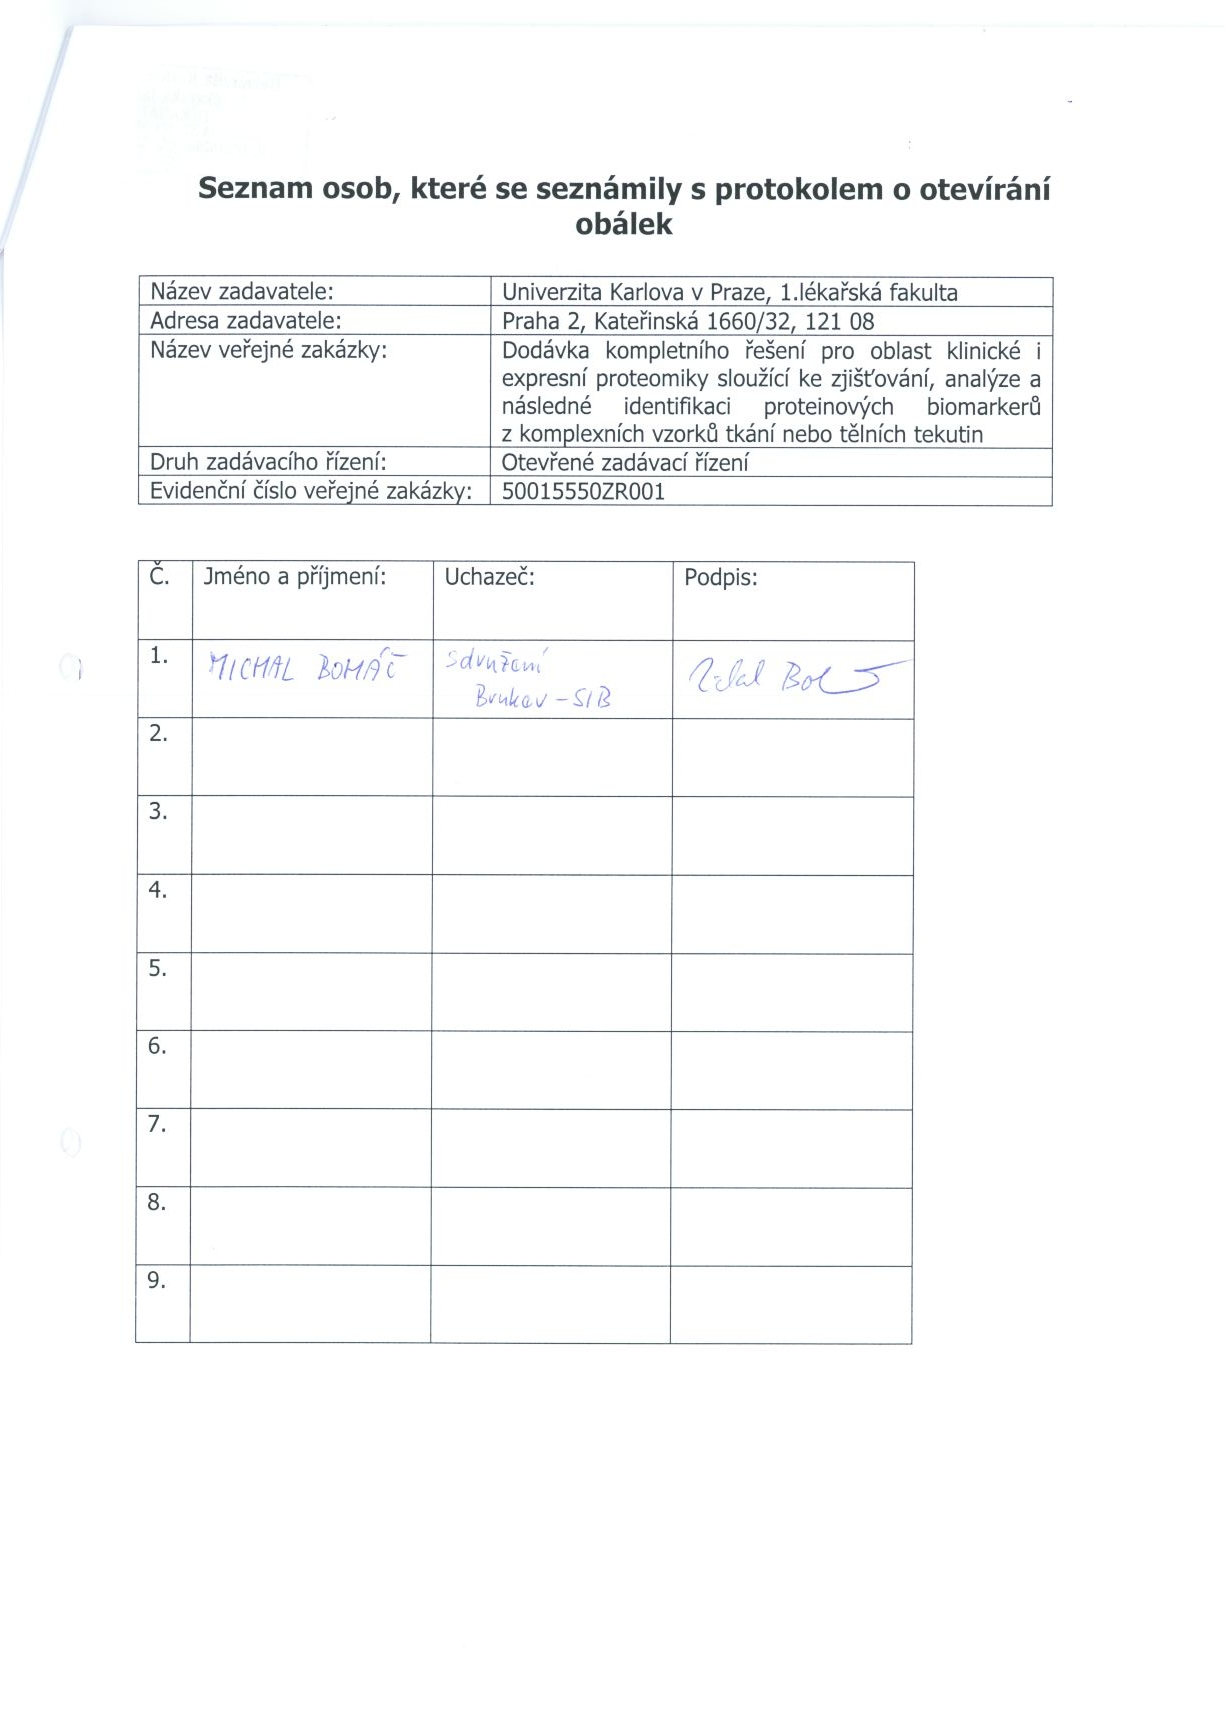 Seznam osob, které se seznámily s protokolem o otevírání
obálek
Název zadavatele: Univerzita Karlova v Praze, 1.lékařská fakulta
Adresa zadavatele: Praha 2, Kateřinská 1660/32, 121 08
Název veřejné zakázky: Dodávka kompletního řešení pro oblast klinické i
expresní proteomiky sloužící ke zjišťování, analýze a
následné identifikaci proteinových biomarkerů
z komplexních vzorků tkání nebo tělních tekutin
Druh zadávacího řízení: Otevřené zadávací řízení
Evidenční číslo veřejné zakázky: 50015550ZR001
Č. Jméno a příjmení: Uchazeč: Podpis:
1. MICHAL BOMÁČ sdružení
Bruker - SIB
2.
3.
4.
5.
6.
7.
8.
9.